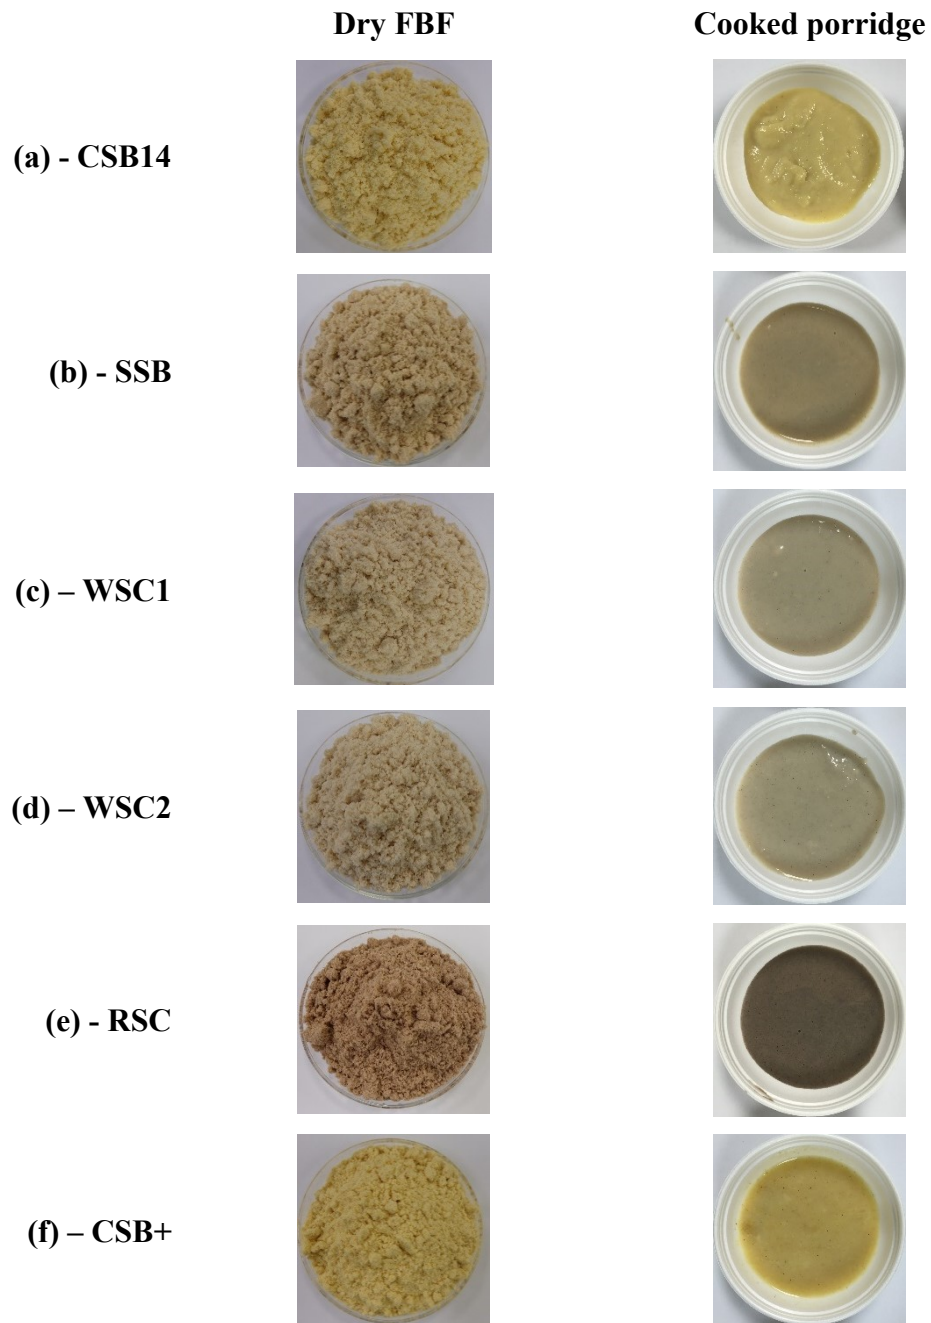 Dry FBF Cooked porridge
(a) - CSB14
(b) - SSB
(c) – WSC1
(d) – WSC2
(e) - RSC
(f) – CSB+